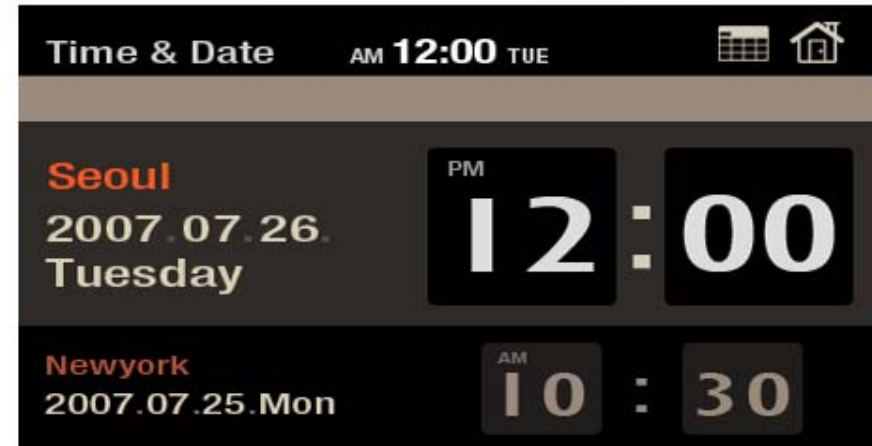 Time & Date AM 12:00 TUE
Seoul
2007.07.26.
Tuesday
PM
12:00
Newyork
2007.07.25.Mon
AM
10:30